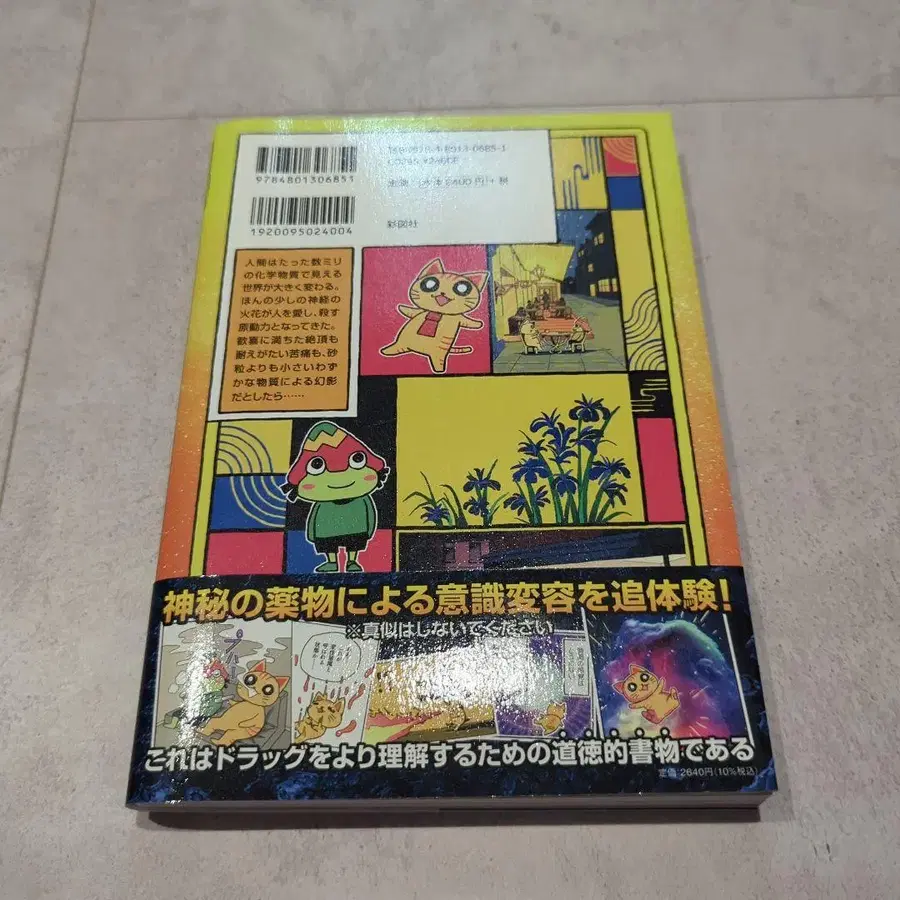 9784801306851
1920095024004
彩図社
人間はたった数ミリ
の化学物質で見える
世界が大きく変わる。
ほんの少しの神経の
火花が人を愛し、殺す
原動力となってきた。
歓喜に満ちた絶頂も
耐えがたい苦痛も、砂
粒よりも小さいわず
かな物質による幻影
だとしたら……
神秘の薬物による意識変容を追体験!
※真似はしないでください
これはドラッグをより理解するための道徳的書物である
定価 2640円(10%税込)